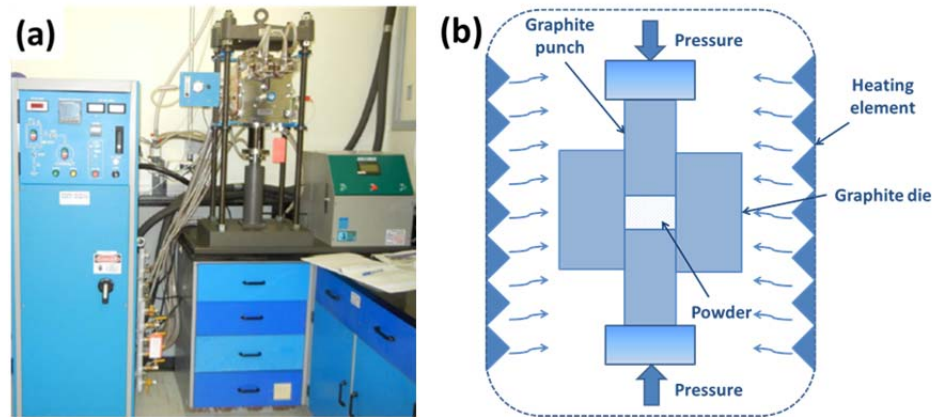 (a)
(b)
Graphite
punch
Pressure
Heating
element
Graphite die
Powder
Pressure